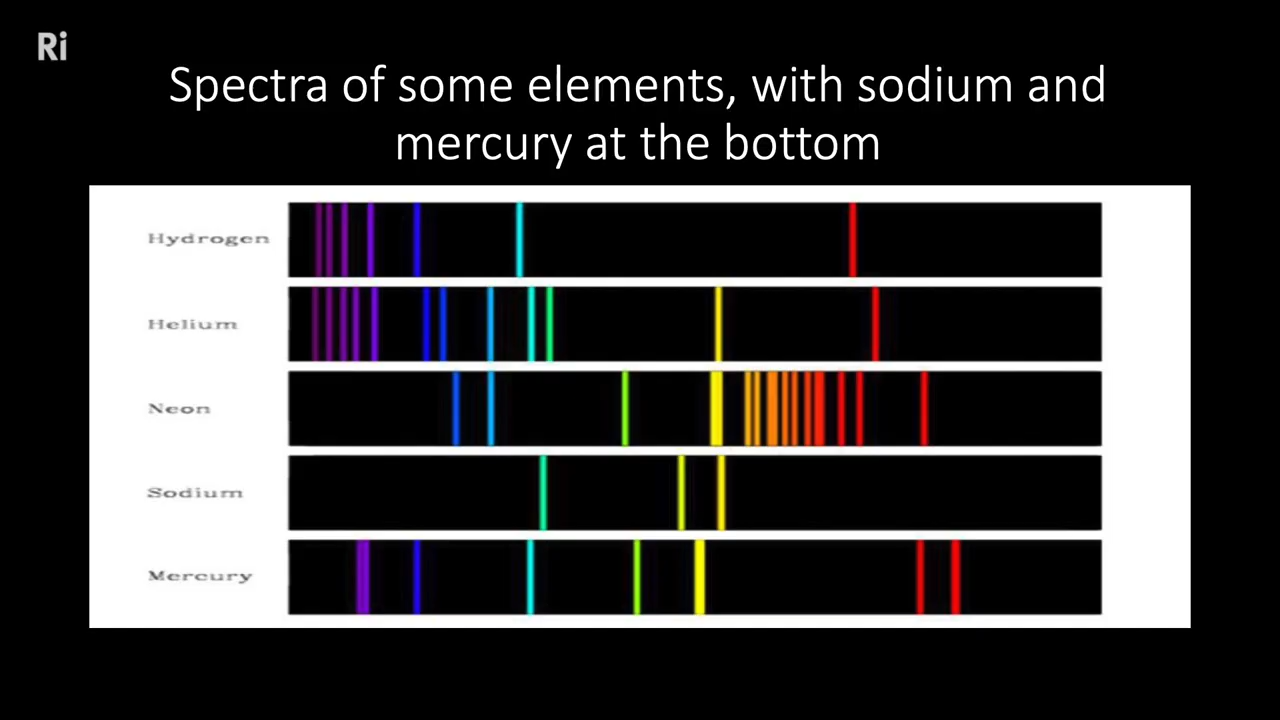 Ri
Spectra of some elements, with sodium and
mercury at the bottom
Hydrogen
Helium
Neon
Sodium
Mercury